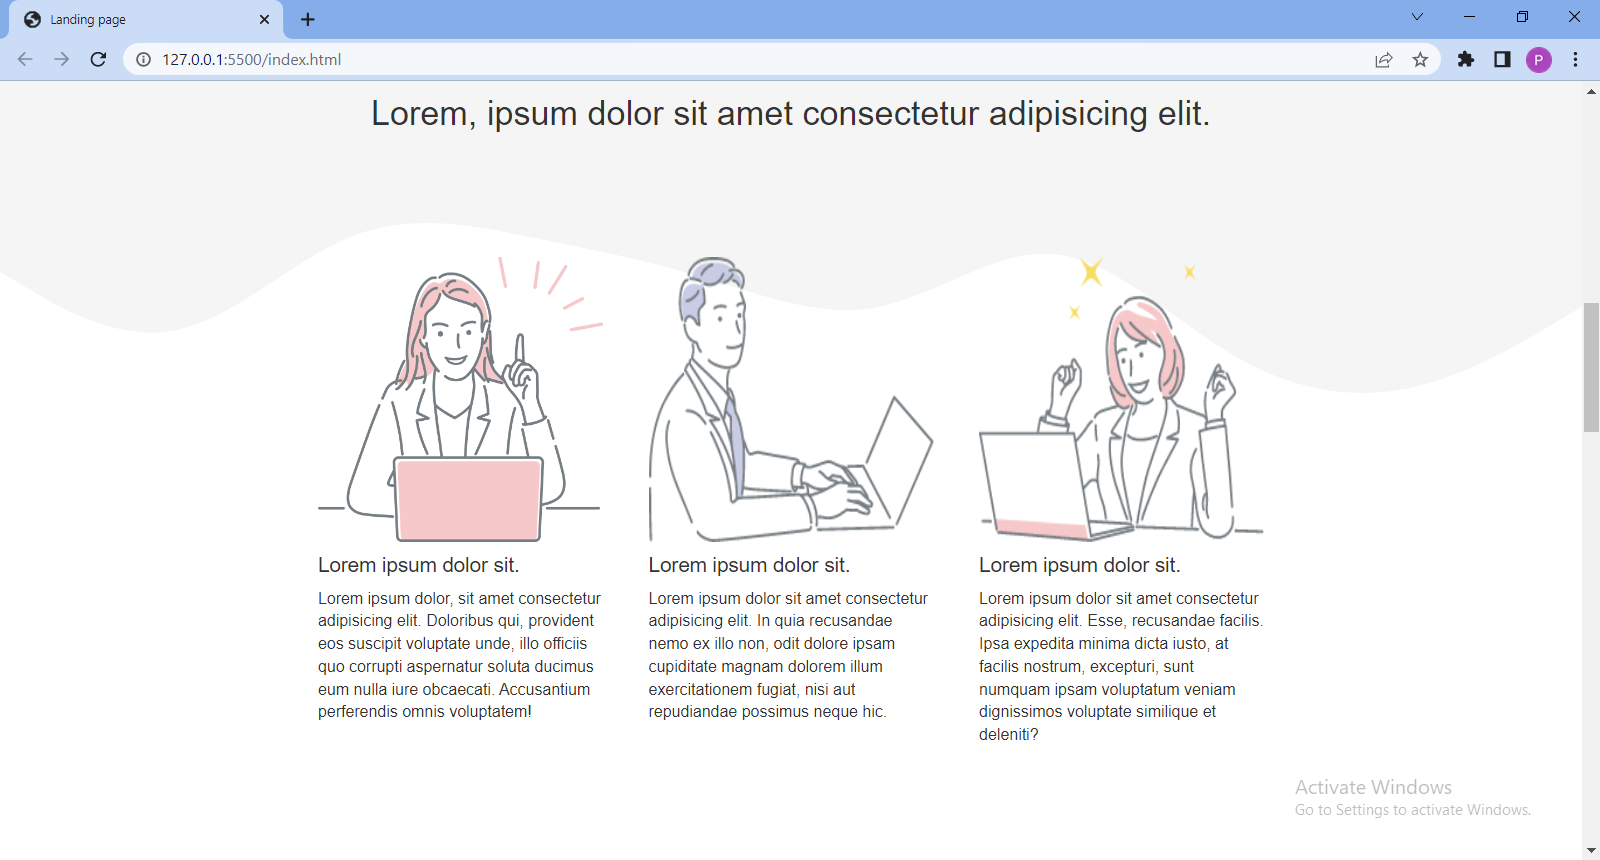 Landing page
127.0.0.1:5500/index.html
P
Lorem, ipsum dolor sit amet consectetur adipisicing elit.
Lorem ipsum dolor sit.
Lorem ipsum dolor, sit amet consectetur
adipisicing elit. Doloribus qui, provident
eos suscipit voluptate unde, illo officiis
quo corrupti aspernatur soluta ducimus
eum nulla iure obcaecati. Accusantium
perferendis omnis voluptatem!
Lorem ipsum dolor sit.
Lorem ipsum dolor sit amet consectetur
adipisicing elit. In quia recusandae
nemo ex illo non, odit dolore ipsam
cupiditate magnam dolorem illum
exercitationem fugiat, nisi aut
repudiandae possimus neque hic.
Lorem ipsum dolor sit.
Lorem ipsum dolor sit amet consectetur
adipisicing elit. Esse, recusandae facilis.
Ipsa expedita minima dicta iusto, at
facilis nostrum, excepturi, sunt
numquam ipsam voluptatum veniam
dignissimos voluptate similique et
deleniti?
Activate Windows
Go to Settings to activate Windows.